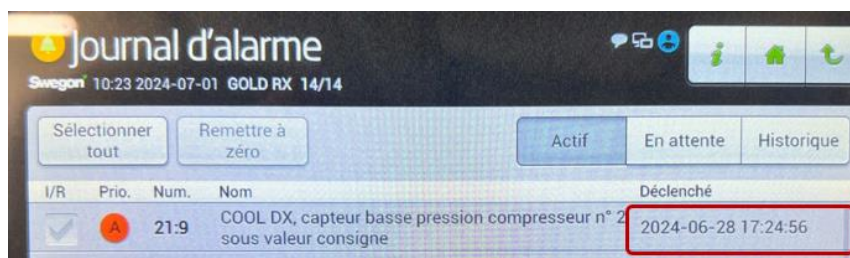 Journal d'alarme
Swegon 10:23 2024-07-01 GOLD RX 14/14
Sélectionner tout
Remettre à zéro
Actif
En attente
Historique
I/R Prio. Num. Nom Déclenché
A 21:9 COOL DX, capteur basse pression compresseur n° 2 2024-06-28 17:24:56
sous valeur consigne